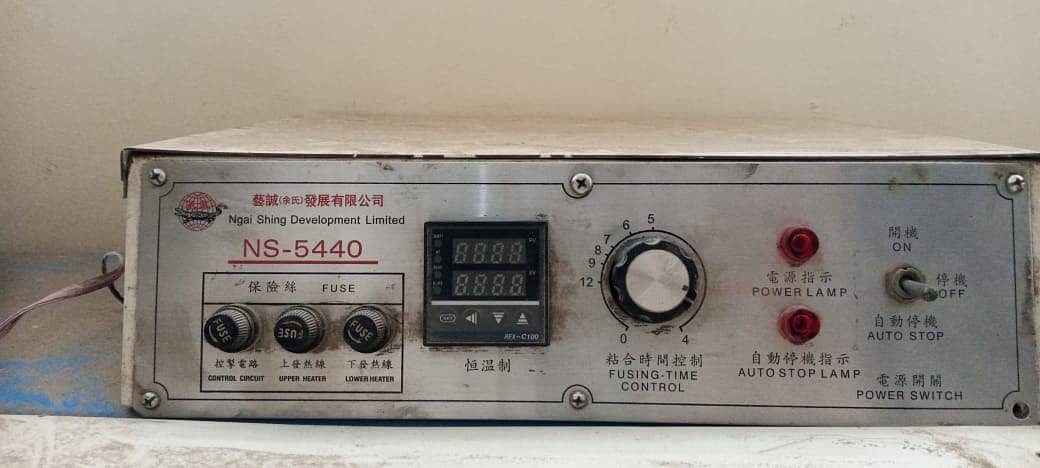 藝誠(余氏)發展有限公司
Ngai Shing Development Limited
NS-5440
保險絲 FUSE
FUSE
FUSE
FUSE
控掣電路
CONTROL CIRCUIT
上發熱線
UPPER HEATER
下發熱線
LOWER HEATER
PV
SV
SET
REX-C100
恒温制
5
6
7
8
9
12
0
4
粘合時間控制
FUSING-TIME
CONTROL
電源指示
POWER LAMP
自動停機指示
AUTO STOP LAMP
開機
ON
停機
OFF
自動停機
AUTO STOP
電源開關
POWER SWITCH